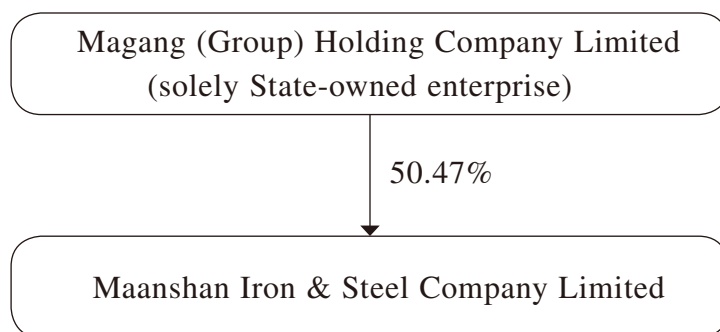 Magang (Group) Holding Company Limited
(solely State-owned enterprise)
50.47%
Maanshan Iron & Steel Company Limited